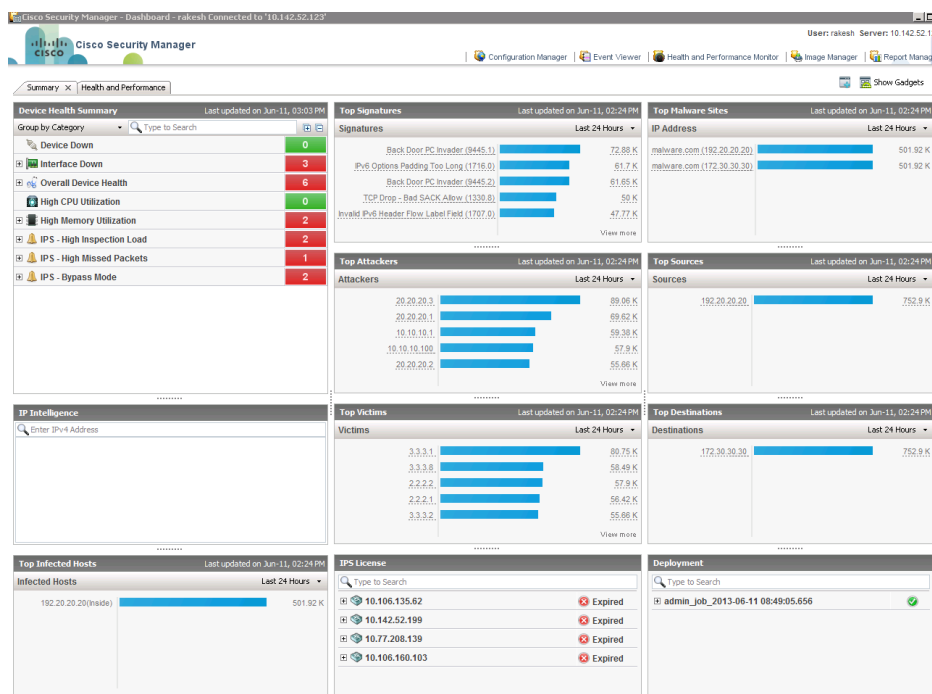 Cisco Security Manager - Dashboard - rakesh Connected to '10.142.52.123'
User: rakesh Server: 10.142.52.1
CISCO Cisco Security Manager
Configuration Manager | Event Viewer | Health and Performance Monitor | Image Manager | Report Manag
Summary X Health and Performance
Show Gadgets
Device Health Summary Last updated on Jun-11, 03:03 PM
Group by Category Type to Search
Device Down 0
Interface Down 3
Overall Device Health 6
High CPU Utilization 0
High Memory Utilization 2
IPS - High Inspection Load 2
IPS - High Missed Packets 1
IPS - Bypass Mode 2
Top Signatures Last updated on Jun-11, 02:24 PM
Signatures Last 24 Hours
Back Door PC Invader (9445.1) 72.88 K
IPv6 Options Padding Too Long (1716.0) 61.7 K
Back Door PC Invader (9445.2) 61.65 K
TCP Drop - Bad SACK Allow (1330.8) 50 K
Invalid IPv6 Header Flow Label Field (1707.0) 47.77 K
View more
Top Malware Sites Last updated on Jun-11, 02:24 PM
IP Address Last 24 Hours
malware.com (192.20.20.20) 501.92 K
malware.com (172.30.30.30) 501.92 K
Top Attackers Last updated on Jun-11, 02:24 PM
Attackers Last 24 Hours
20.20.20.3 89.06 K
20.20.20.1 69.62 K
10.10.10.1 59.38 K
10.10.10.100 57.9 K
20.20.20.2 55.66 K
View more
Top Sources Last updated on Jun-11, 02:24 PM
Sources Last 24 Hours
192.20.20.20 752.9 K
IP Intelligence
Enter IPv4 Address
Top Victims Last updated on Jun-11, 02:24 PM
Victims Last 24 Hours
3.3.3.1 80.75 K
3.3.3.8 58.49 K
2.2.2.2 57.9 K
2.2.2.1 56.42 K
3.3.3.2 55.66 K
View more
Top Destinations Last updated on Jun-11, 02:24 PM
Destinations Last 24 Hours
172.30.30.30 752.9 K
Top Infected Hosts Last updated on Jun-11, 02:24 PM
Infected Hosts Last 24 Hours
192.20.20.20(Inside) 501.92 K
IPS License
Type to Search
10.106.135.62 Expired
10.142.52.199 Expired
10.77.208.139 Expired
10.106.160.103 Expired
Deployment
Type to Search
admin_job_2013-06-11 08:49:05.656